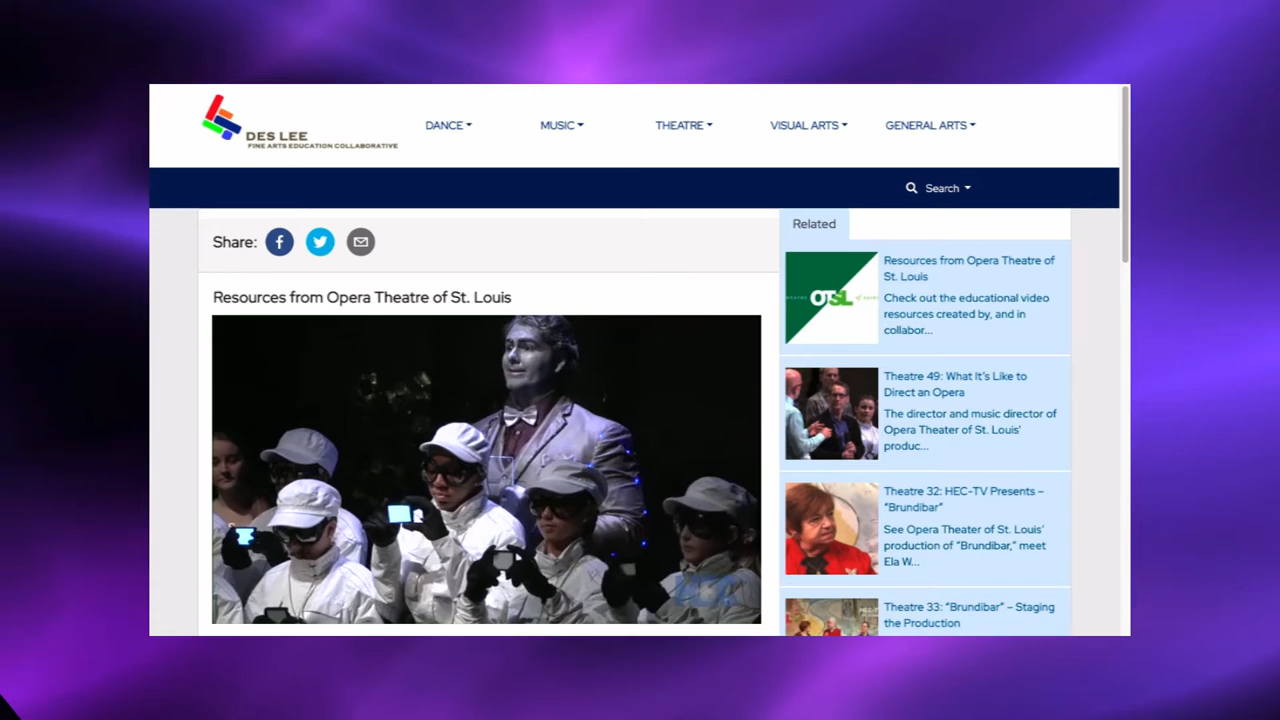 DES LEE
FINE ARTS EDUCATION COLLABORATIVE
DANCE
MUSIC
THEATRE
VISUAL ARTS
GENERAL ARTS
Search
Share:
Resources from Opera Theatre of St. Louis
HEC
Related
OTSL
Resources from Opera Theatre of
St. Louis
Check out the educational video
resources created by, and in
collabor...
Theatre 49: What It's Like to
Direct an Opera
The director and music director of
Opera Theater of St. Louis'
produc...
Theatre 32: HEC-TV Presents –
"Brundibar"
See Opera Theater of St. Louis'
production of "Brundibar," meet
Ela W...
Theatre 33: "Brundibar" – Staging
the Production